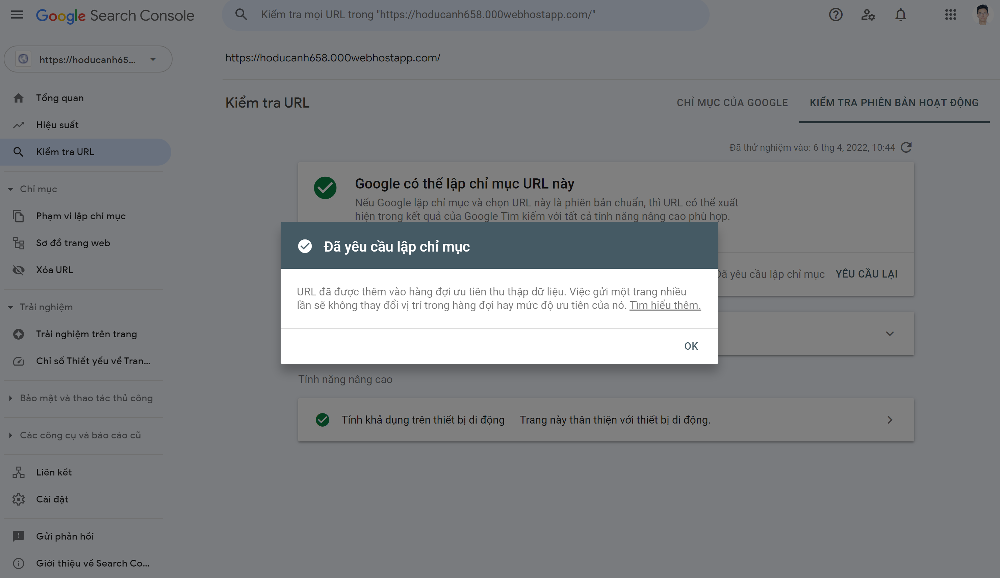 Google Search Console
Kiểm tra mọi URL trong "https://hoducanh658.000webhostapp.com/"
https://hoducanh65...
https://hoducanh658.000webhostapp.com/
Tổng quan
Hiệu suất
Kiểm tra URL
Chỉ mục
Phạm vi lập chỉ mục
Sơ đồ trang web
Xóa URL
Trải nghiệm
Trải nghiệm trên trang
Chỉ số Thiết yếu về Tran...
Bảo mật và thao tác thủ công
Các công cụ và báo cáo cũ
Liên kết
Cài đặt
Gửi phản hồi
Giới thiệu về Search Co...
Kiểm tra URL
CHỈ MỤC CỦA GOOGLE
KIỂM TRA PHIÊN BẢN HOẠT ĐỘNG
Đã thử nghiệm vào: 6 thg 4, 2022, 10:44
Google có thể lập chỉ mục URL này
Nếu Google lập chỉ mục và chọn URL này là phiên bản chuẩn, thì URL có thể xuất
hiện trong kết quả của Google Tìm kiếm với tất cả tính năng nâng cao phù hợp.
Đã yêu cầu lập chỉ mục
YÊU CẦU LẠI
Đã yêu cầu lập chỉ mục
URL đã được thêm vào hàng đợi ưu tiên thu thập dữ liệu. Việc gửi một trang nhiều
lần sẽ không thay đổi vị trí trong hàng đợi hay mức độ ưu tiên của nó. Tìm hiểu thêm.
OK
Tính năng nâng cao
Tính khả dụng trên thiết bị di động
Trang này thân thiện với thiết bị di động.